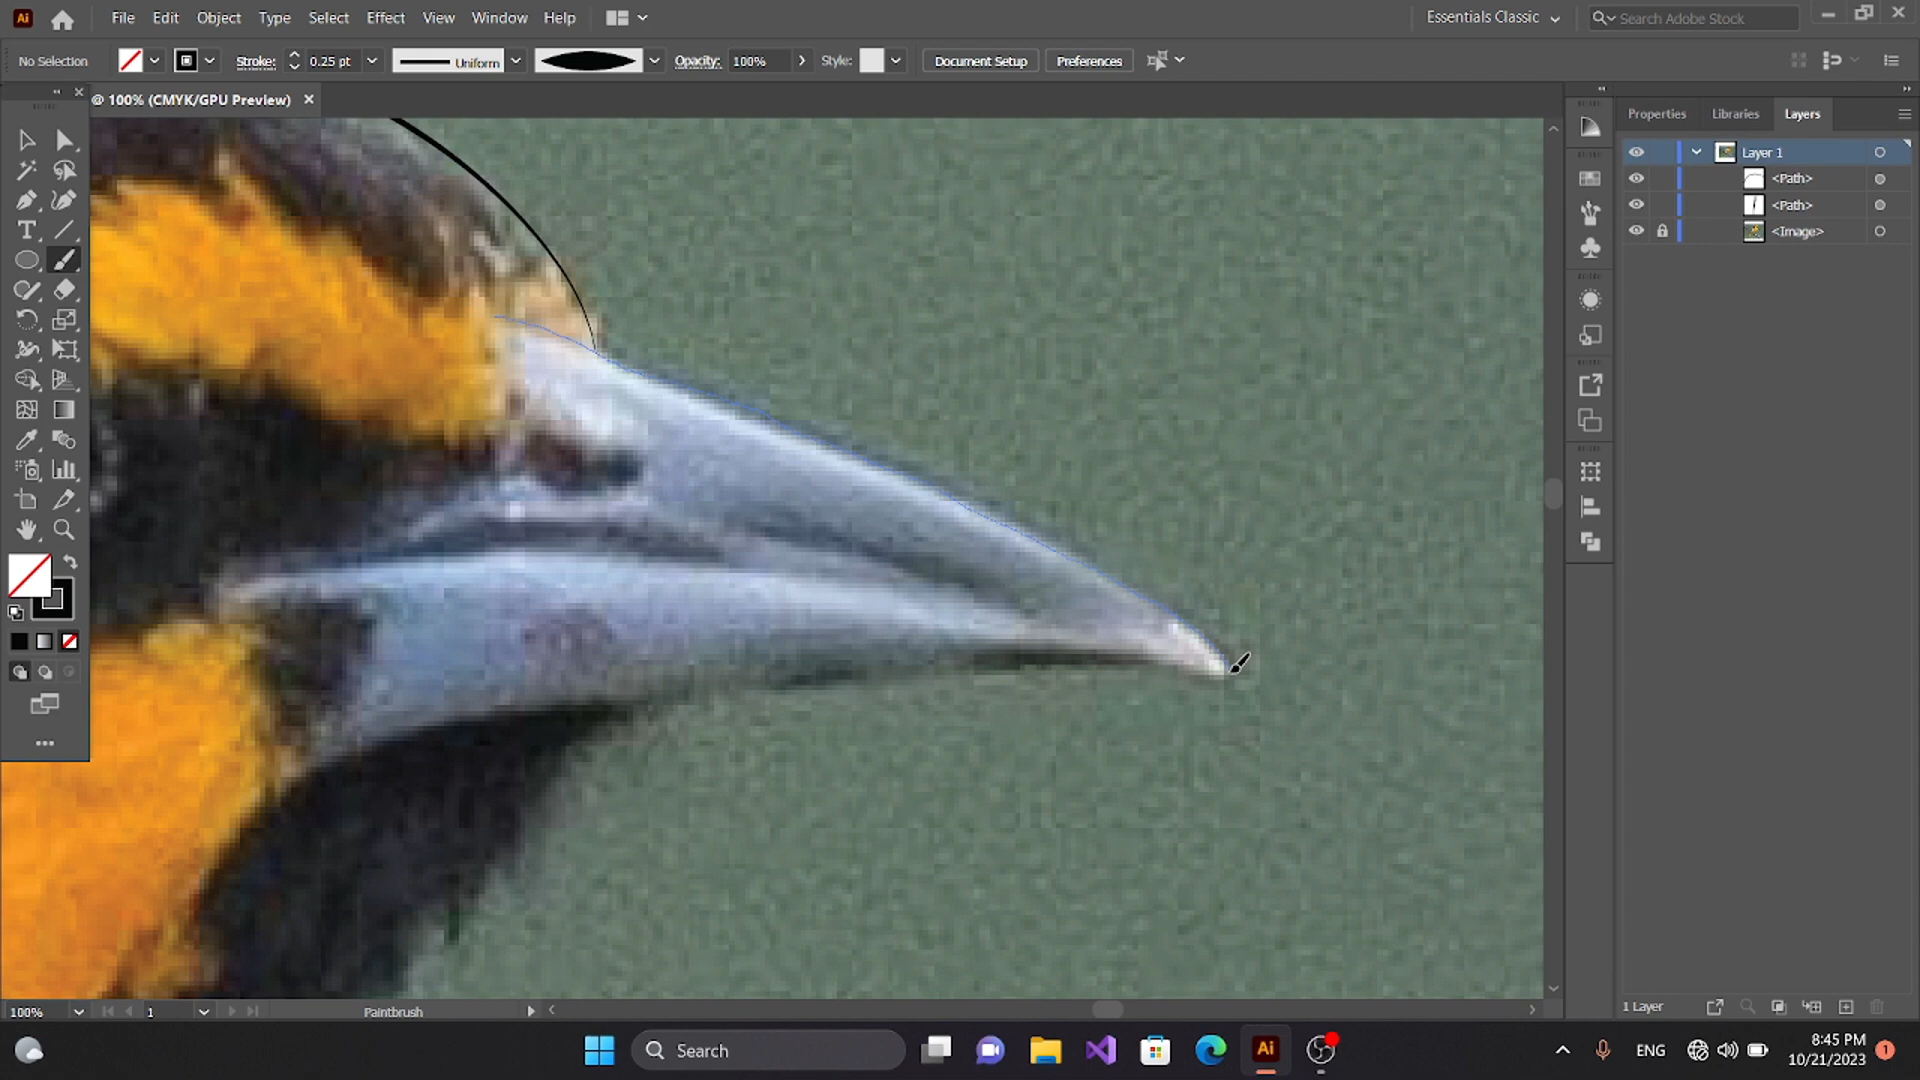 Ai File Edit Object Type Select Effect View Window Help Essentials Classic Search Adobe Stock
No Selection Stroke: 0.25 pt Uniform Opacity: 100% Style: Document Setup Preferences
@ 100% (CMYK/GPU Preview)
Properties Libraries Layers
Layer 1
<Path>
<Path>
<Image>
T
100% 1 Paintbrush 1 Layer
Search Ai ENG 8:45 PM
10/21/2023 1